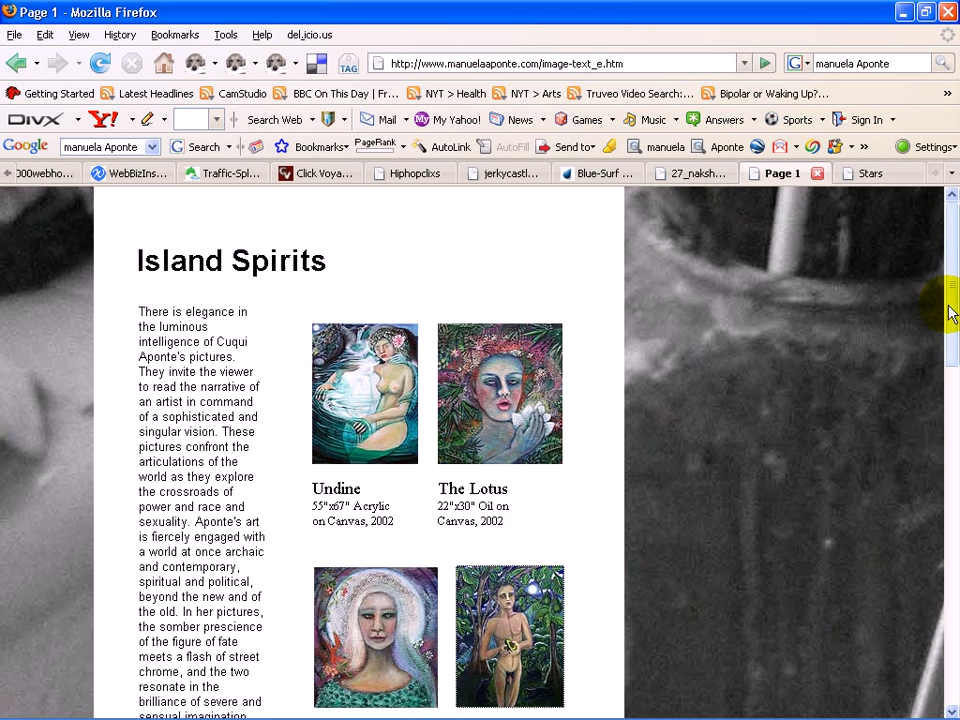 Page 1 - Mozilla Firefox
File Edit View History Bookmarks Tools Help del.icio.us
TAG http://www.manuelaaponte.com/image-text_e.htm G manuela Aponte
Getting Started Latest Headlines CamStudio BBC On This Day | Fr... NYT > Health NYT > Arts Truveo Video Search:... Bipolar or Waking Up?... »
DIVX Y! Search Web Mail My Yahoo! News Games Music Answers Sports Sign In
Google manuela Aponte G Search Bookmarks PageRank AutoLink AutoFill Send to manuela Aponte » Settings
000webho... WebBizIns... Traffic-Spl... Click Voya... Hiphopclixs jerkycastl... Blue-Surf ... 27_naksh... Page 1 Stars
Island Spirits
There is elegance in
the luminous
intelligence of Cuqui
Aponte's pictures.
They invite the viewer
to read the narrative of
an artist in command
of a sophisticated and
singular vision. These
pictures confront the
articulations of the
world as they explore
the crossroads of
power and race and
sexuality. Aponte's art
is fiercely engaged with
a world at once archaic
and contemporary,
spiritual and political,
beyond the new and of
the old. In her pictures,
the somber prescience
of the figure of fate
meets a flash of street
chrome, and the two
resonate in the
brilliance of severe and
sensual imagination
Undine
55"x67" Acrylic
on Canvas, 2002
The Lotus
22"x30" Oil on
Canvas, 2002